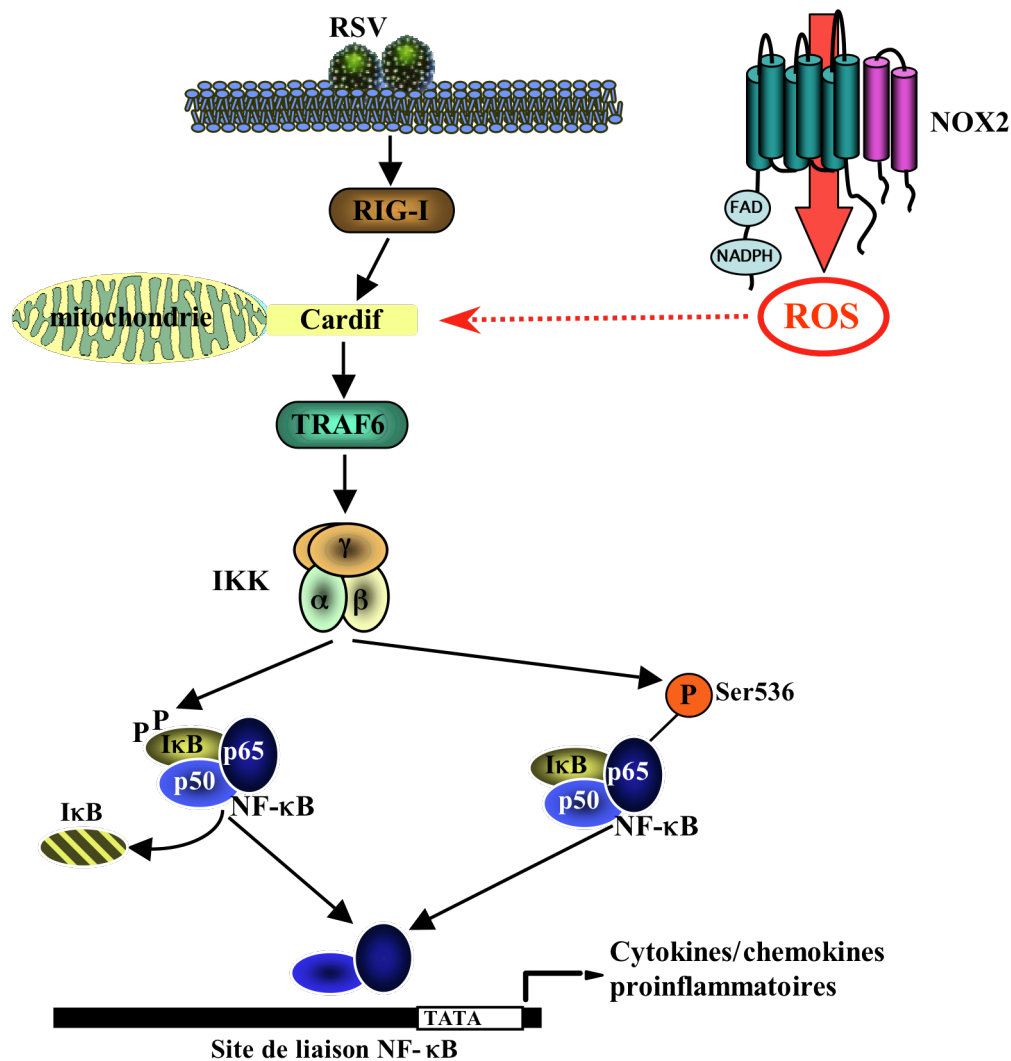 RSV
NOX2
RIG-I
FAD
NADPH
mitochondrie
Cardif
ROS
TRAF6
γ
IKK
α
β
P
Ser536
P
P
IκB
p65
p50
NF-κB
IκB
p65
p50
NF-κB
IκB
Cytokines/chemokines
proinflammatoires
TATA
Site de liaison NF-κB